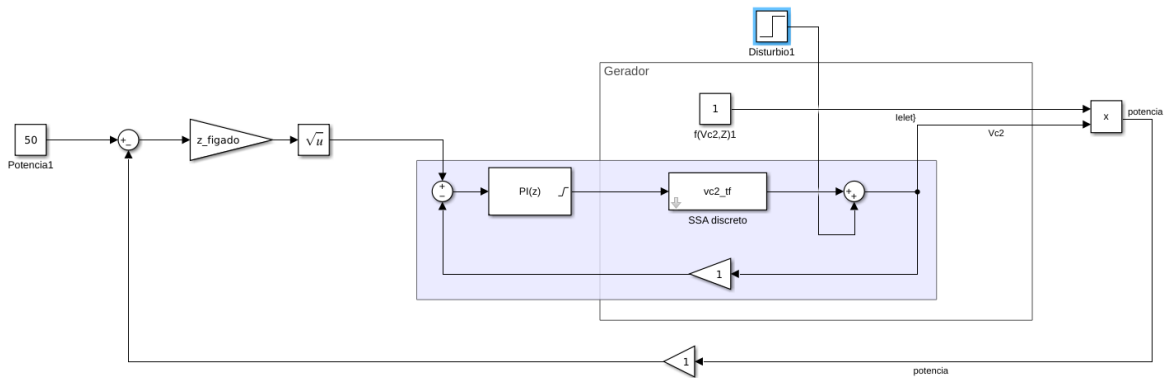 Disturbio1
Gerador
1
f(Vc2,Z)1
Ielet}
Vc2
x
potencia
50
Potencia1
+
−
z_figado
√u
+
−
PI(z)
vc2_tf
SSA discreto
+
+
1
1
potencia